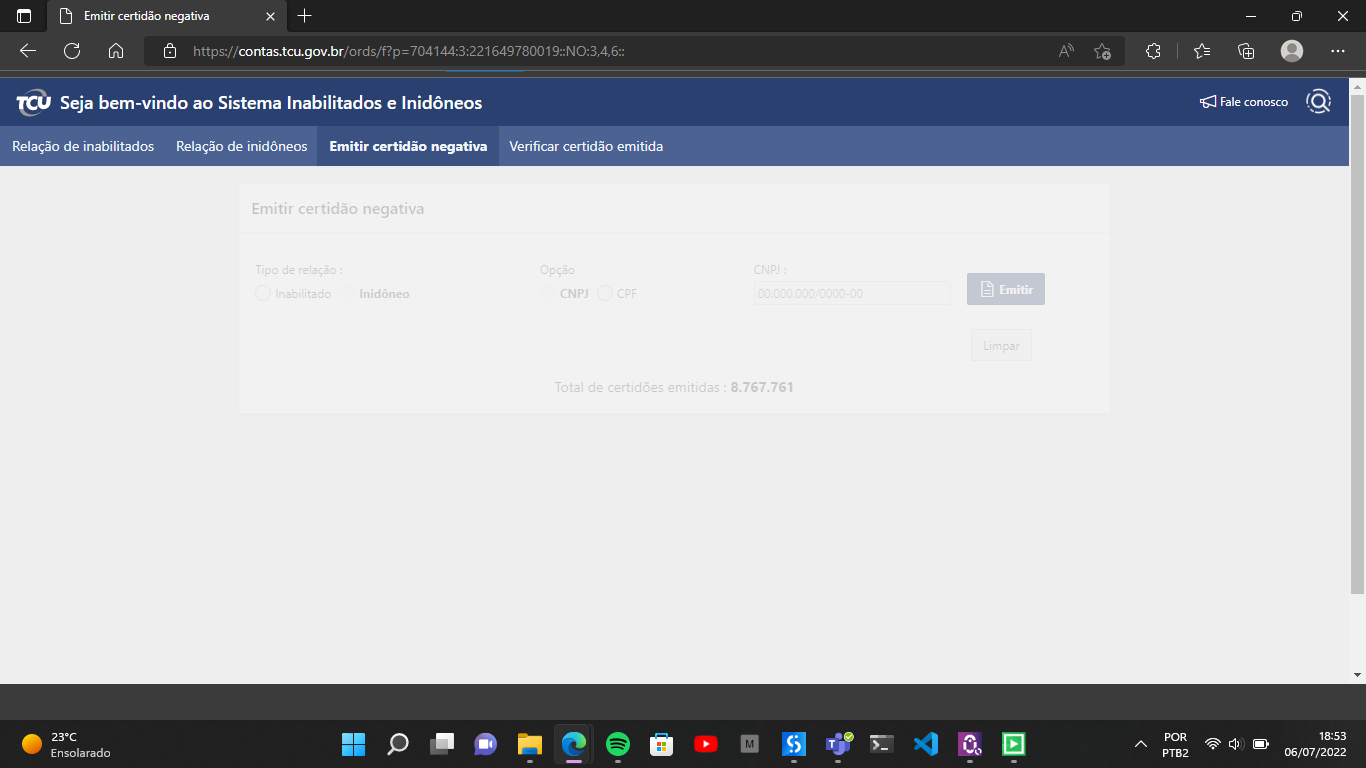 Emitir certidão negativa
https://contas.tcu.gov.br/ords/f?p=704144:3:221649780019::NO:3,4,6::
TCU Seja bem-vindo ao Sistema Inabilitados e Inidôneos
Fale conosco
Relação de inabilitados Relação de inidôneos Emitir certidão negativa Verificar certidão emitida
Emitir certidão negativa
Tipo de relação : Opção CNPJ :
Inabilitado Inidôneo CNPJ CPF 00.000.000/0000-00 Emitir
Limpar
Total de certidões emitidas : 8.767.761
23°C
Ensolarado
M
POR
PTB2
18:53
06/07/2022